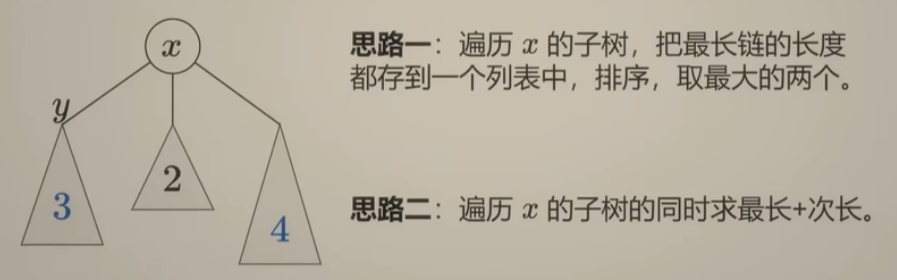 x
思路一：遍历 x 的子树，把最长链的长度
都存到一个列表中，排序，取最大的两个。
y
3
2
4
思路二：遍历 x 的子树的同时求最长+次长。